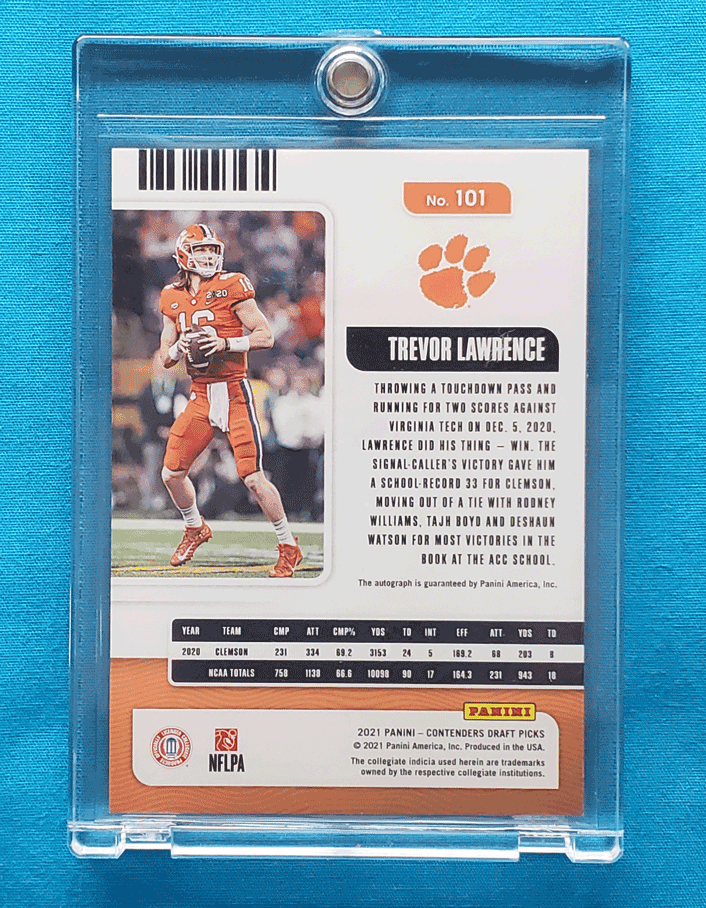 No. 101
2020
16
16
TREVOR LAWRENCE
THROWING A TOUCHDOWN PASS AND
RUNNING FOR TWO SCORES AGAINST
VIRGINIA TECH ON DEC. 5, 2020,
LAWRENCE DID HIS THING — WIN. THE
SIGNAL-CALLER'S VICTORY GAVE HIM
A SCHOOL-RECORD 33 FOR CLEMSON,
MOVING OUT OF A TIE WITH RODNEY
WILLIAMS, TAJH BOYD AND DESHAUN
WATSON FOR MOST VICTORIES IN THE
BOOK AT THE ACC SCHOOL.
The autograph is guaranteed by Panini America, Inc.
YEAR TEAM CMP ATT CMP% YDS TD INT EFF ATT YDS TD
2020 CLEMSON 231 334 69.2 3153 24 5 169.2 68 203 8
NCAA TOTALS 758 1138 66.6 10098 90 17 164.3 231 943 18
PANINI
NFLPA
2021 PANINI – CONTENDERS DRAFT PICKS
© 2021 Panini America, Inc. Produced in the USA.
The collegiate indicia used herein are trademarks
owned by the respective collegiate institutions.